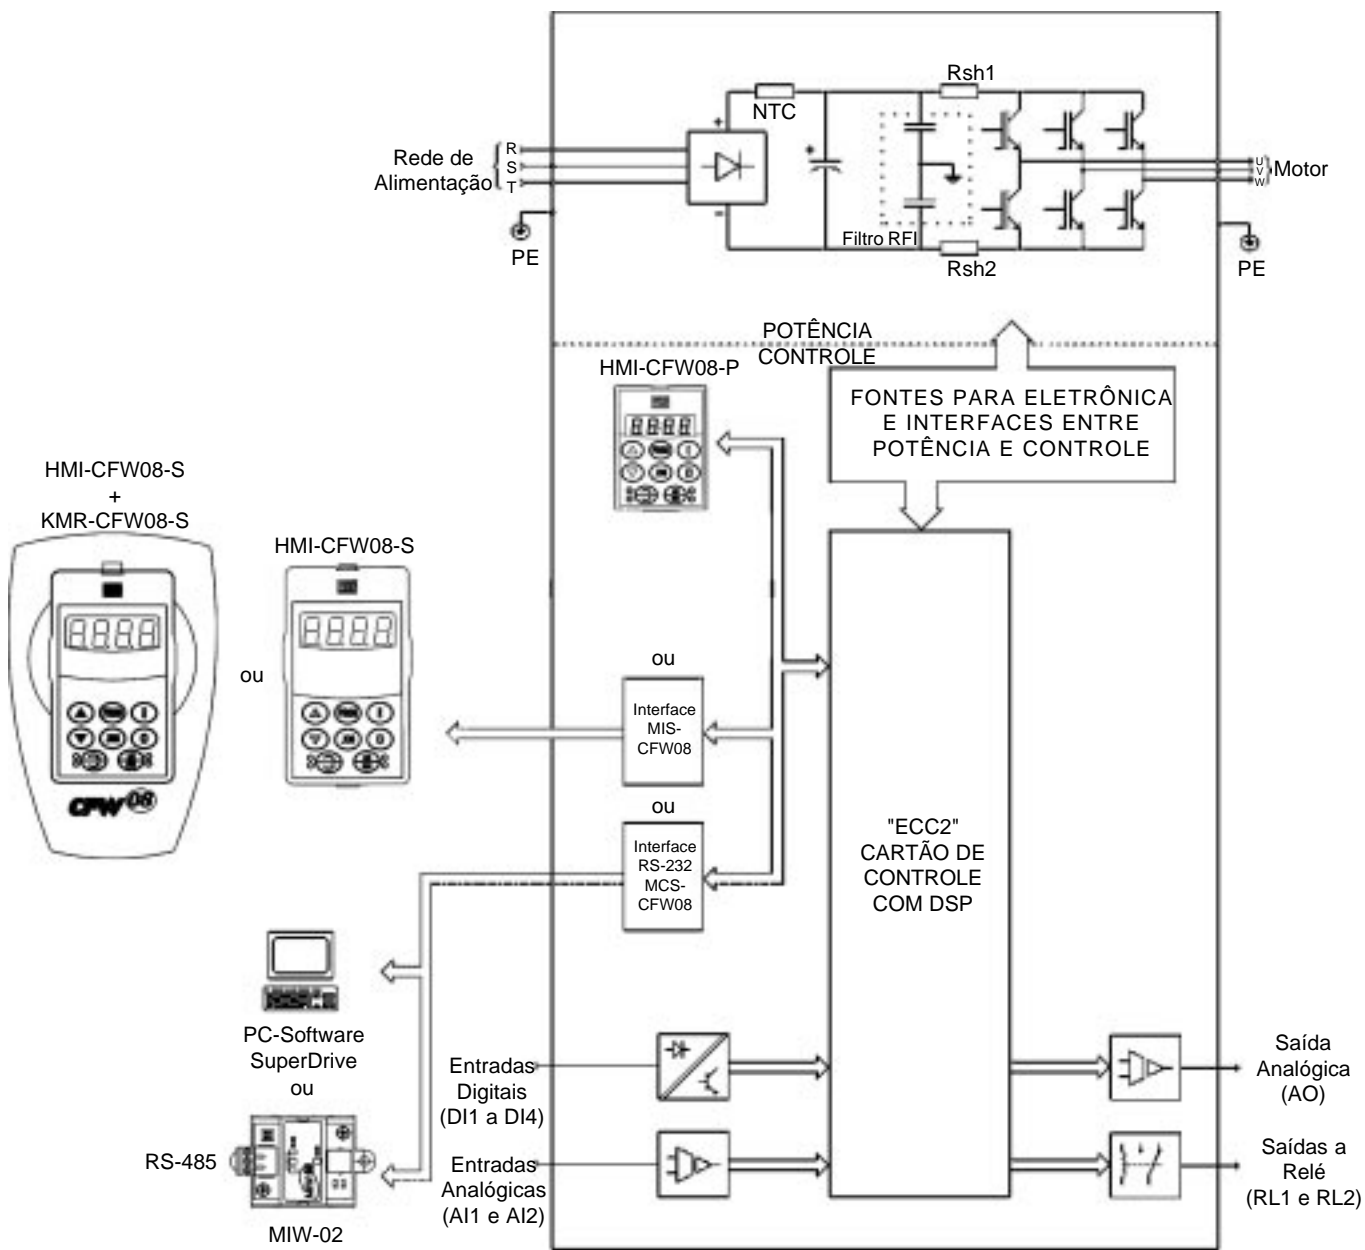 Rsh1
NTC
Rede de
Alimentação
R
S
T
U
V
W
Motor
Filtro RFI
Rsh2
PE
PE
POTÊNCIA
CONTROLE
HMI-CFW08-P
FONTES PARA ELETRÔNICA
E INTERFACES ENTRE
POTÊNCIA E CONTROLE
HMI-CFW08-S
+
KMR-CFW08-S
HMI-CFW08-S
ou
ou
Interface
MIS-
CFW08
CFW08
ou
Interface
RS-232
MCS-
CFW08
"ECC2"
CARTÃO DE
CONTROLE
COM DSP
PC-Software
SuperDrive
ou
RS-485
MIW-02
Entradas
Digitais
(DI1 a DI4)
Entradas
Analógicas
(AI1 e AI2)
Saída
Analógica
(AO)
Saídas a
Relé
(RL1 e RL2)